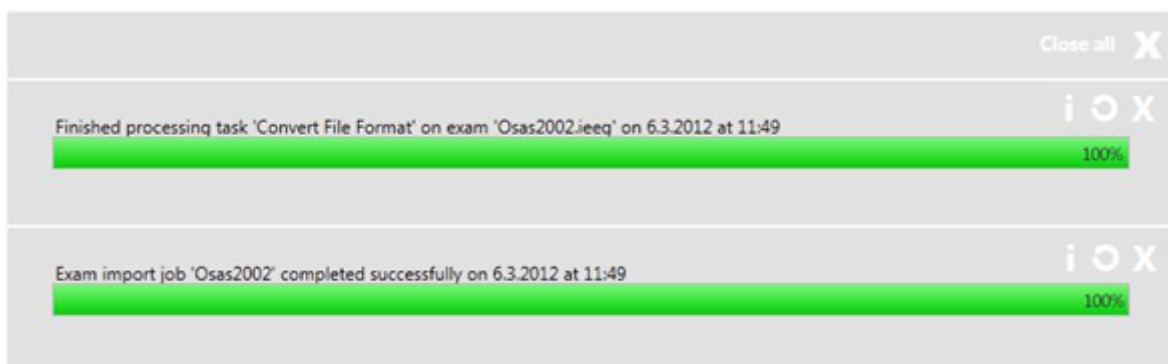 Close all X
Finished processing task 'Convert File Format' on exam 'Osas2002.ieeg' on 6.3.2012 at 11:49
100%
Exam import job 'Osas2002' completed successfully on 6.3.2012 at 11:49
100%